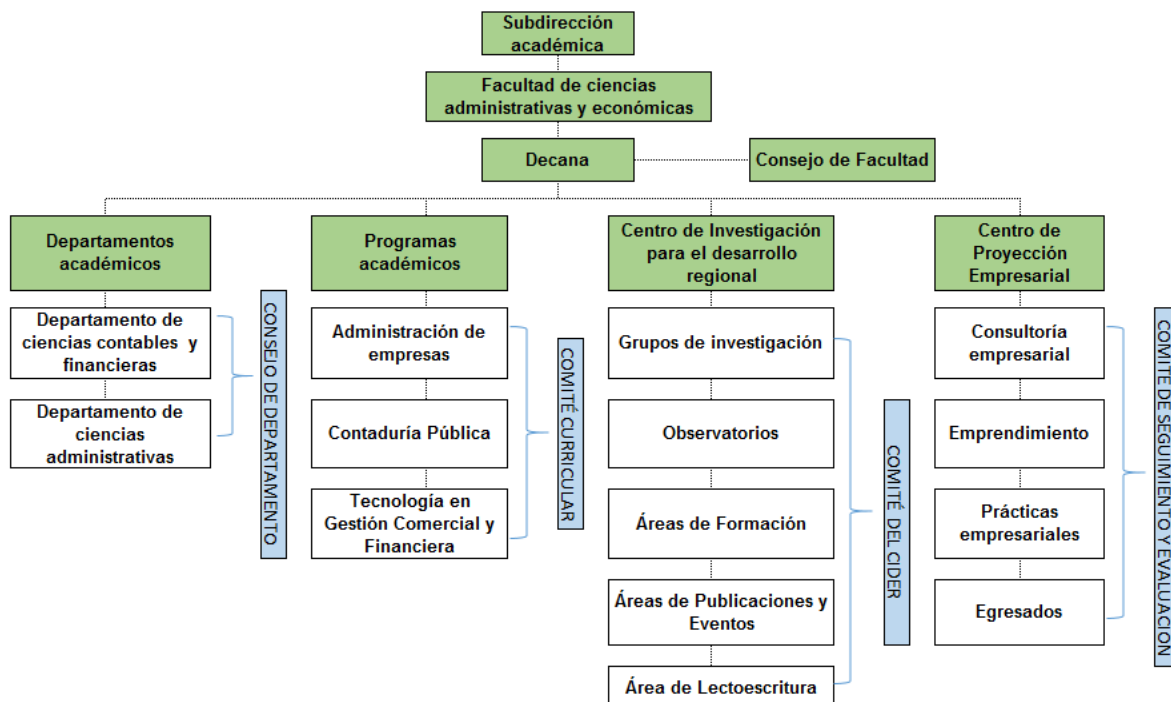 Subdirección
académica
Facultad de ciencias
administrativas y económicas
Decana
Consejo de Facultad
Departamentos
académicos
Departamento de
ciencias contables y
financieras
Departamento de
ciencias
administrativas
CONSEJO DE DEPARTAMENTO
Programas
académicos
Administración de
empresas
Contaduría Pública
Tecnología en
Gestión Comercial y
Financiera
COMITÉ CURRICULAR
Centro de Investigación
para el desarrollo
regional
Grupos de investigación
Observatorios
Áreas de Formación
Áreas de Publicaciones y
Eventos
Área de Lectoescritura
COMITÉ DEL CIDER
Centro de
Proyección
Empresarial
Consultoría
empresarial
Emprendimiento
Prácticas
empresariales
Egresados
COMITE DE SEGUIMIENTO Y EVALUACION